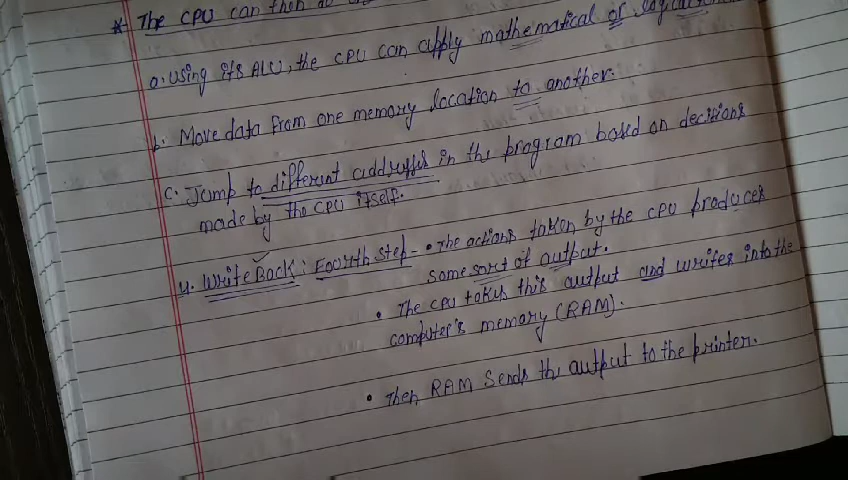 * The CPU can then do
a. Using it's ALU, the CPU can apply mathematical or
b. Move data from one memory location to another.
c. Jump to different addresses in the program based on decisions
made by the CPU itself.
4. Write Back : Fourth step - • The actions taken by the CPU produces
some sort of output.
• The CPU takes this output and writes into the
computer's memory (RAM).
• Then RAM Sends the output to the printer.